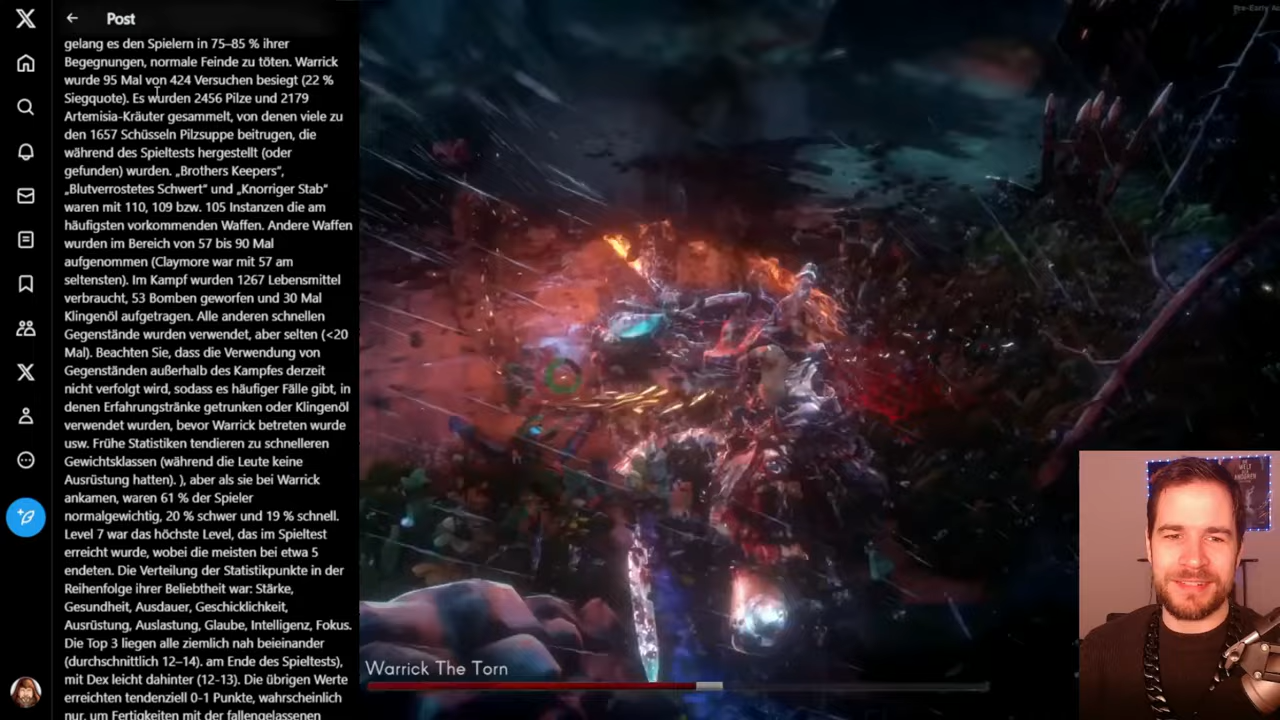 Pre-Early Ac
Post
gelang es den Spielern in 75–85 % ihrer
Begegnungen, normale Feinde zu töten. Warrick
wurde 95 Mal von 424 Versuchen besiegt (22 %
Siegquote). Es wurden 2456 Pilze und 2179
Artemisia-Kräuter gesammelt, von denen viele zu
den 1657 Schüsseln Pilzsuppe beitrugen, die
während des Spieltests hergestellt (oder
gefunden) wurden. „Brothers Keepers“,
„Blutverrostetes Schwert“ und „Knorriger Stab“
waren mit 110, 109 bzw. 105 Instanzen die am
häufigsten vorkommenden Waffen. Andere Waffen
wurden im Bereich von 57 bis 90 Mal
aufgenommen (Claymore war mit 57 am
seltensten). Im Kampf wurden 1267 Lebensmittel
verbraucht, 53 Bomben geworfen und 30 Mal
Klingenöl aufgetragen. Alle anderen schnellen
Gegenstände wurden verwendet, aber selten (<20
Mal). Beachten Sie, dass die Verwendung von
Gegenständen außerhalb des Kampfes derzeit
nicht verfolgt wird, sodass es häufiger Fälle gibt, in
denen Erfahrungstränke getrunken oder Klingenöl
verwendet wurden, bevor Warrick betreten wurde
usw. Frühe Statistiken tendieren zu schnelleren
Gewichtsklassen (während die Leute keine
Ausrüstung hatten). ), aber als sie bei Warrick
ankamen, waren 61 % der Spieler
normalgewichtig, 20 % schwer und 19 % schnell.
Level 7 war das höchste Level, das im Spieltest
erreicht wurde, wobei die meisten bei etwa 5
endeten. Die Verteilung der Statistikpunkte in der
Reihenfolge ihrer Beliebtheit war: Stärke,
Gesundheit, Ausdauer, Geschicklichkeit,
Ausrüstung, Auslastung, Glaube, Intelligenz, Fokus.
Die Top 3 liegen alle ziemlich nah beieinander
(durchschnittlich 12–14). am Ende des Spieltests),
mit Dex leicht dahinter (12-13). Die übrigen Werte
erreichten tendenziell 0-1 Punkte, wahrscheinlich
nur, um Fertigkeiten mit der fallengelassenen
Warrick The Torn